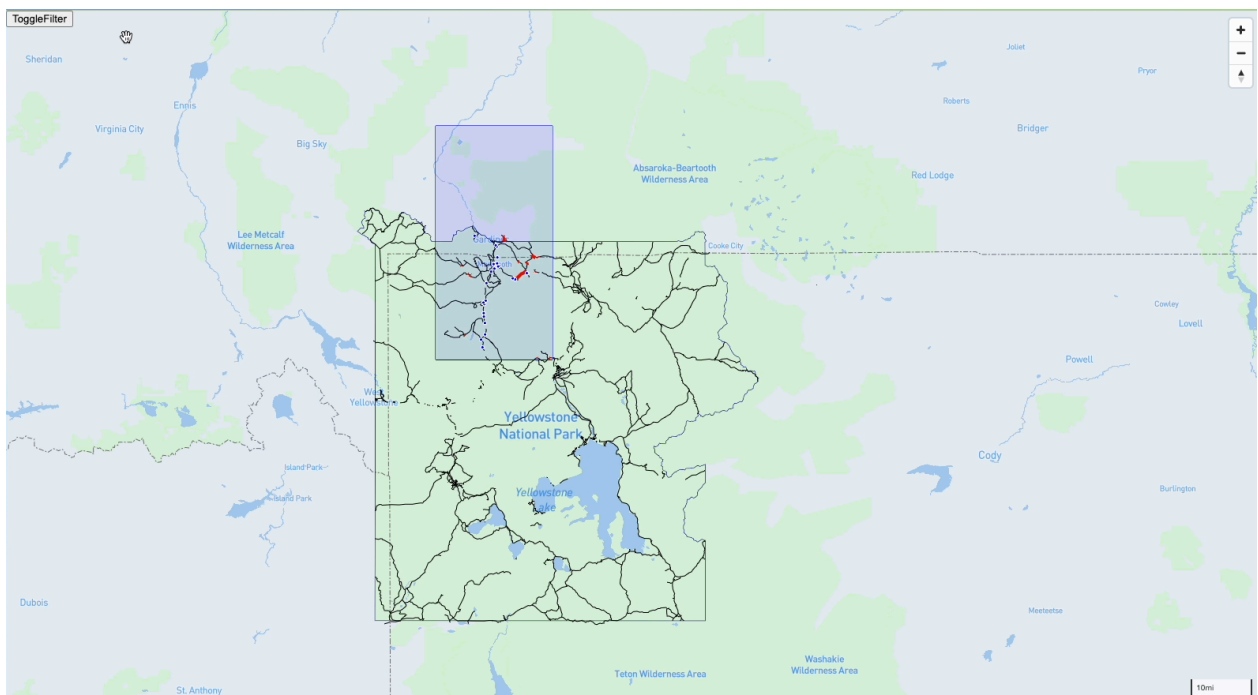 ToggleFilter
Sheridan
Ennis
Virginia City
Big Sky
Joliet
Pryor
Roberts
Bridger
Absaroka-Beartooth
Wilderness Area
Red Lodge
Lee Metcalf
Wilderness Area
Cooke City
Cowley
Lovell
Powell
West
Yellowstone
Yellowstone
National Park
Cody
Island Park
Island Park
Yellowstone
Lake
Burlington
Dubois
Meeteetse
Washakie
Wilderness Area
Teton Wilderness Area
St. Anthony
10mi